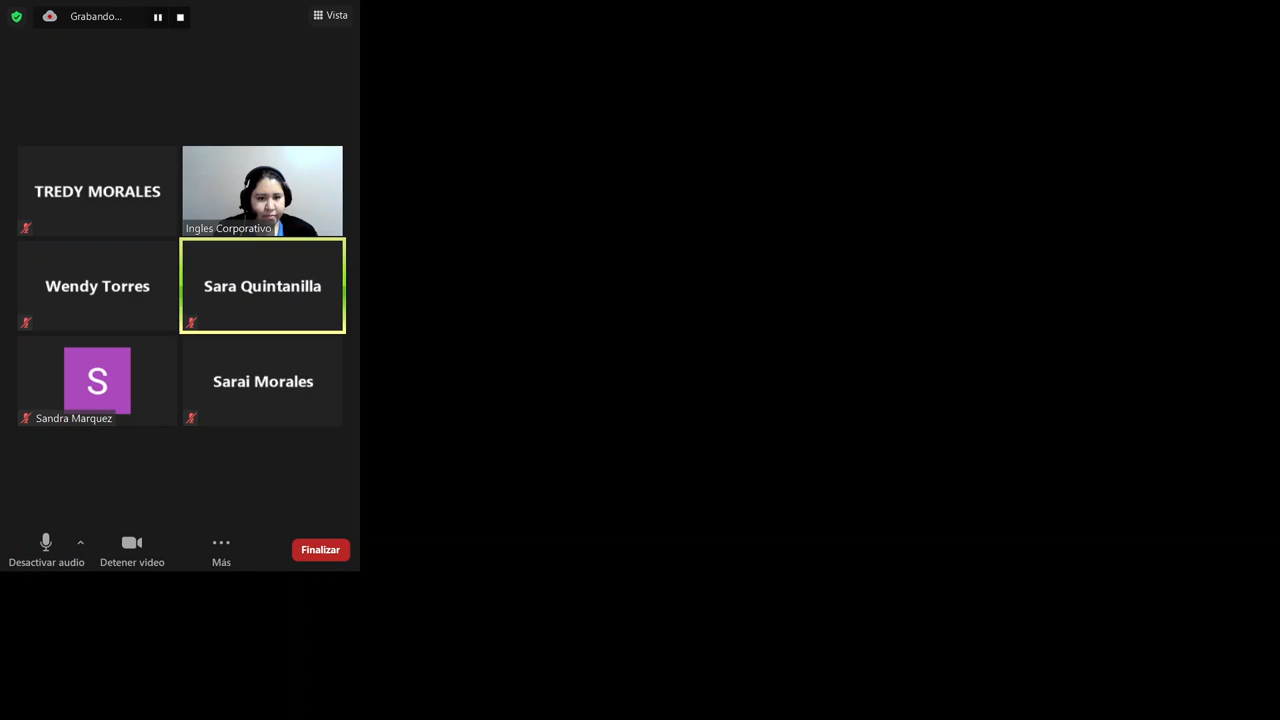 Grabando...
Vista
TREDY MORALES
Ingles Corporativo
Wendy Torres
Sara Quintanilla
S
Sandra Marquez
Sarai Morales
Desactivar audio
Detener video
Más
Finalizar